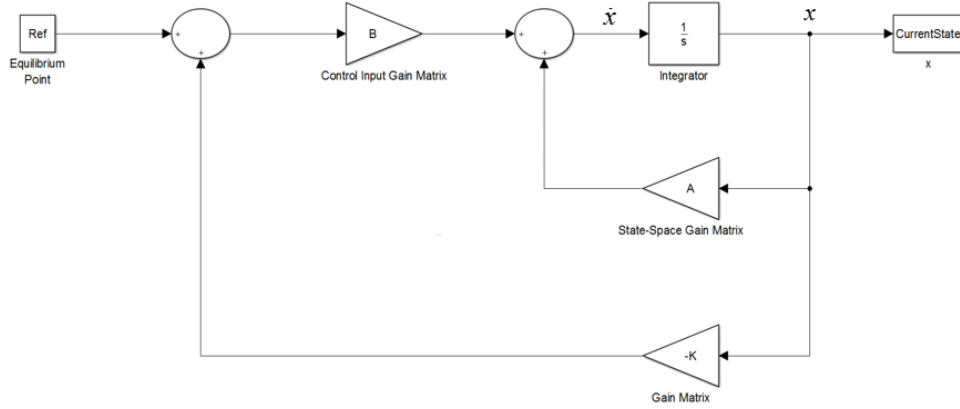 ẋ
x
Ref
+
+
B
+
+
1
s
CurrentState
Equilibrium
Point
Control Input Gain Matrix
Integrator
x
A
State-Space Gain Matrix
-K
Gain Matrix